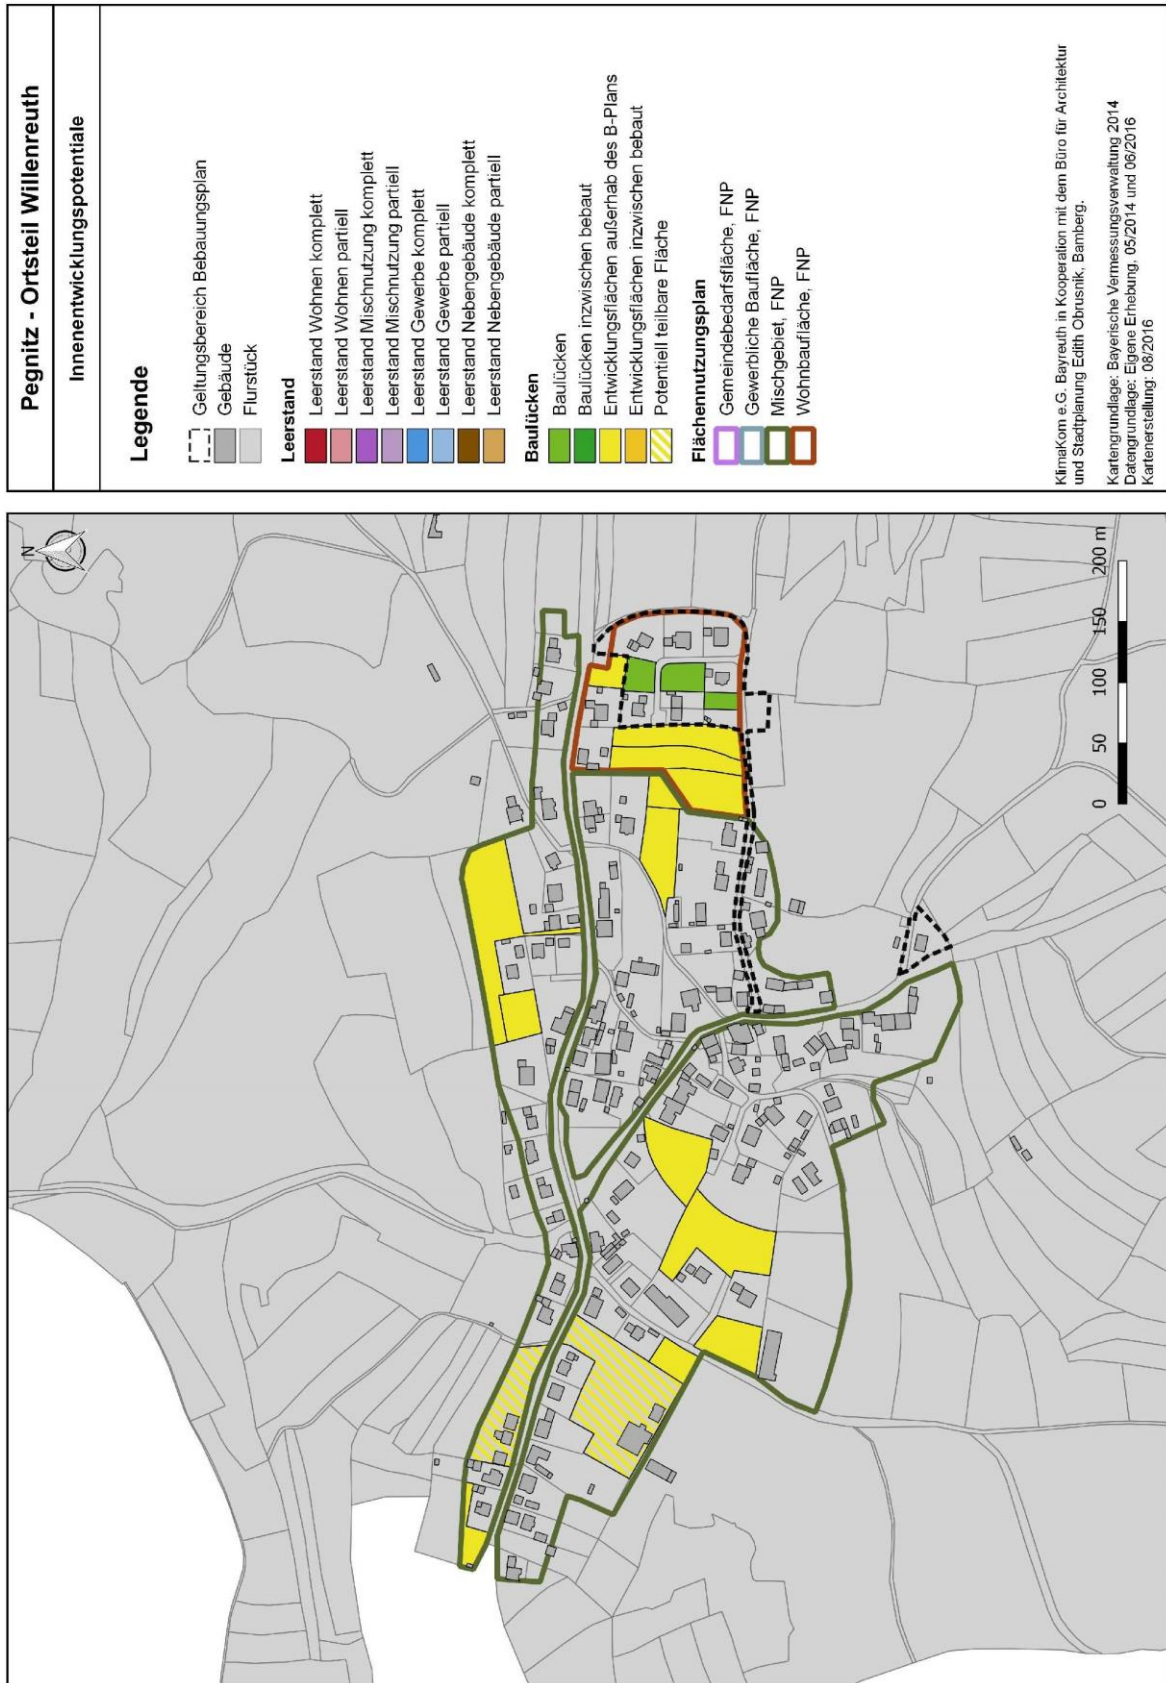 Pegnitz - Ortsteil Willenreuth
Innenentwicklungspotentiale
Legende
Geltungsbereich Bebauungsplan
Gebäude
Flurstück
Leerstand
Leerstand Wohnen komplett
Leerstand Wohnen partiell
Leerstand Mischnutzung komplett
Leerstand Mischnutzung partiell
Leerstand Gewerbe komplett
Leerstand Gewerbe partiell
Leerstand Nebengebäude komplett
Leerstand Nebengebäude partiell
Baulücken
Baulücken
Baulücken inzwischen bebaut
Entwicklungsflächen außerhab des B-Plans
Entwicklungsflächen inzwischen bebaut
Potentiell teilbare Fläche
Flächennutzungsplan
Gemeindebedarfsfläche, FNP
Gewerbliche Baufläche, FNP
Mischgebiet, FNP
Wohnbaufläche, FNP
KlimaKom e.G. Bayreuth in Kooperation mit dem Büro für Architektur
und Stadtplanung Edith Obrusnik, Bamberg.
Kartengrundlage: Bayerische Vermessungsverwaltung 2014
Datengrundlage: Eigene Erhebung, 05/2014 und 06/2016
Kartenerstellung: 08/2016
N
0 50 100 150 200 m